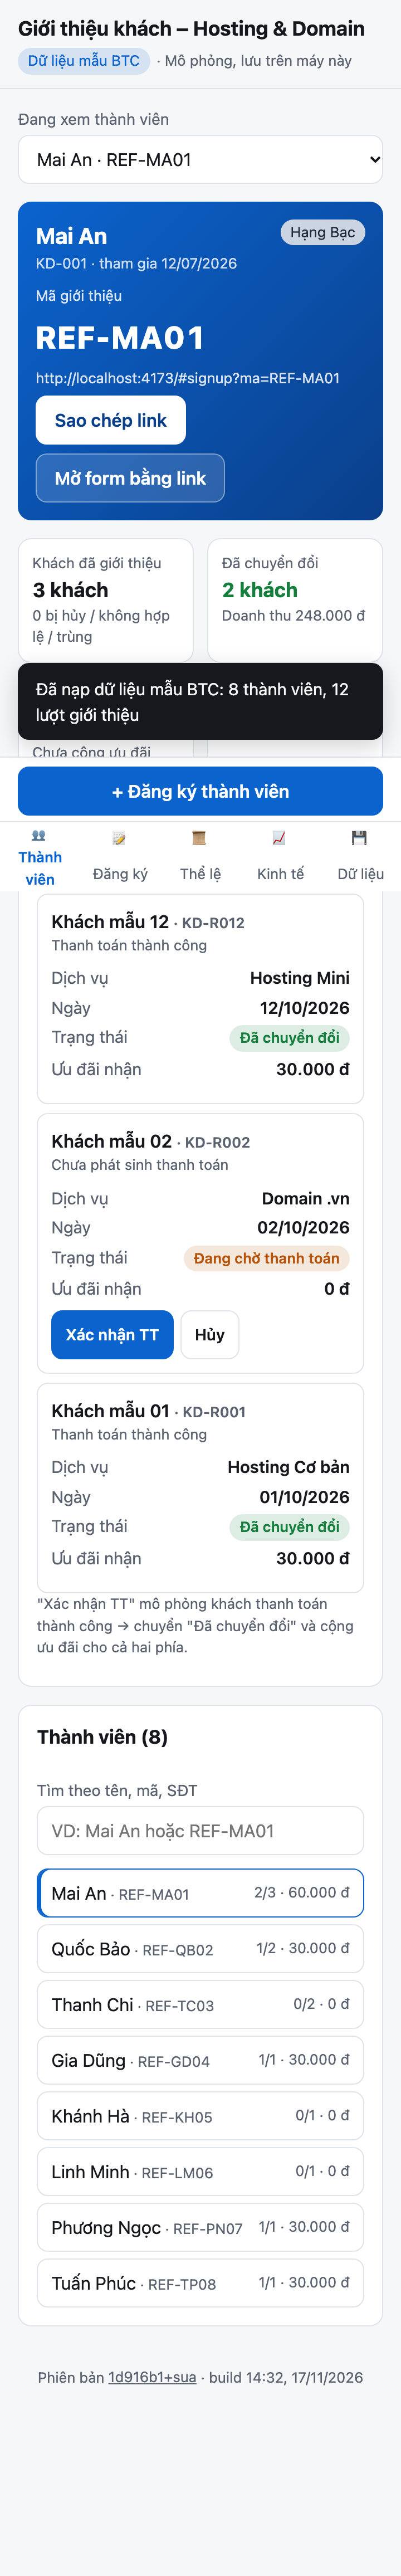 Giới thiệu khách – Hosting & Domain
Dữ liệu mẫu BTC · Mô phỏng, lưu trên máy này
Đang xem thành viên
Mai An · REF-MA01
Mai An
Hạng Bạc
KD-001 · tham gia 12/07/2026
Mã giới thiệu
REF-MA01
http://localhost:4173/#signup?ma=REF-MA01
Sao chép link
Mở form bằng link
Khách đã giới thiệu
3 khách
0 bị hủy / không hợp
lệ / trùng
Đã chuyển đổi
2 khách
Doanh thu 248.000 đ
Đã nạp dữ liệu mẫu BTC: 8 thành viên, 12
lượt giới thiệu
Chưa cộng ưu đãi
+ Đăng ký thành viên
Thành
viên
Đăng ký
Thể lệ
Kinh tế
Dữ liệu
Khách mẫu 12 · KD-R012
Thanh toán thành công
Dịch vụ Hosting Mini
Ngày 12/10/2026
Trạng thái Đã chuyển đổi
Ưu đãi nhận 30.000 đ
Khách mẫu 02 · KD-R002
Chưa phát sinh thanh toán
Dịch vụ Domain .vn
Ngày 02/10/2026
Trạng thái Đang chờ thanh toán
Ưu đãi nhận 0 đ
Xác nhận TT Hủy
Khách mẫu 01 · KD-R001
Thanh toán thành công
Dịch vụ Hosting Cơ bản
Ngày 01/10/2026
Trạng thái Đã chuyển đổi
Ưu đãi nhận 30.000 đ
"Xác nhận TT" mô phỏng khách thanh toán
thành công → chuyển "Đã chuyển đổi" và cộng
ưu đãi cho cả hai phía.
Thành viên (8)
Tìm theo tên, mã, SĐT
VD: Mai An hoặc REF-MA01
Mai An · REF-MA01 2/3 · 60.000 đ
Quốc Bảo · REF-QB02 1/2 · 30.000 đ
Thanh Chi · REF-TC03 0/2 · 0 đ
Gia Dũng · REF-GD04 1/1 · 30.000 đ
Khánh Hà · REF-KH05 0/1 · 0 đ
Linh Minh · REF-LM06 0/1 · 0 đ
Phương Ngọc · REF-PN07 1/1 · 30.000 đ
Tuấn Phúc · REF-TP08 1/1 · 30.000 đ
Phiên bản 1d916b1+sua · build 14:32, 17/11/2026